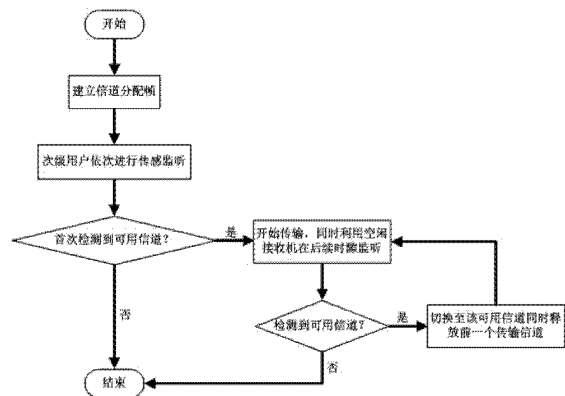 开始
建立信道分配帧
次级用户依次进行传感监听
首次检测到可用信道？
是
开始传输，同时利用空闲
接收机在后续时隙监听
否
检测到可用信道？
是
切换至该可用信道同时释
放前一个传输信道
否
结束